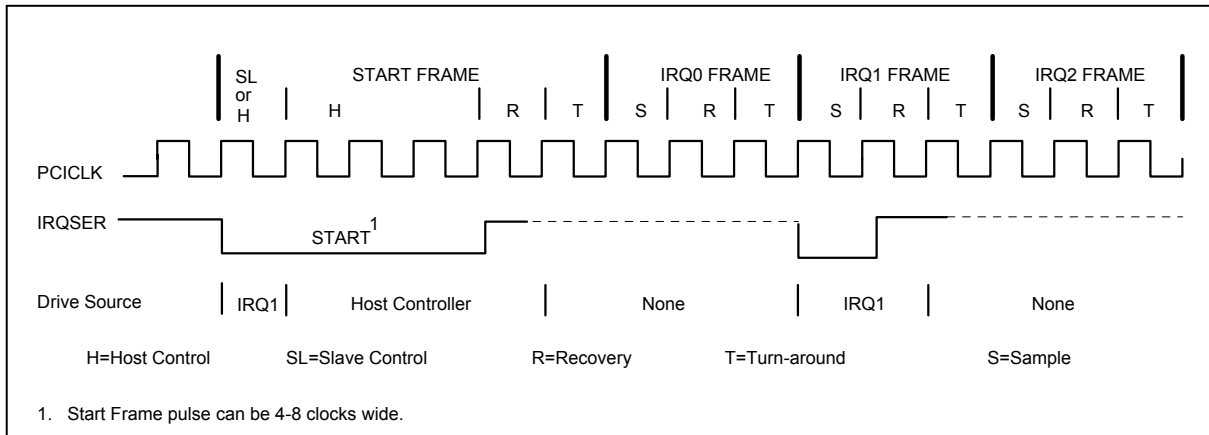 SL
or
H
START FRAME
IRQ0 FRAME
IRQ1 FRAME
IRQ2 FRAME
H
R
T
S
R
T
S
R
T
S
R
T
PCICLK
IRQSER
START1
Drive Source
IRQ1
Host Controller
None
IRQ1
None
H=Host Control
SL=Slave Control
R=Recovery
T=Turn-around
S=Sample
1. Start Frame pulse can be 4-8 clocks wide.